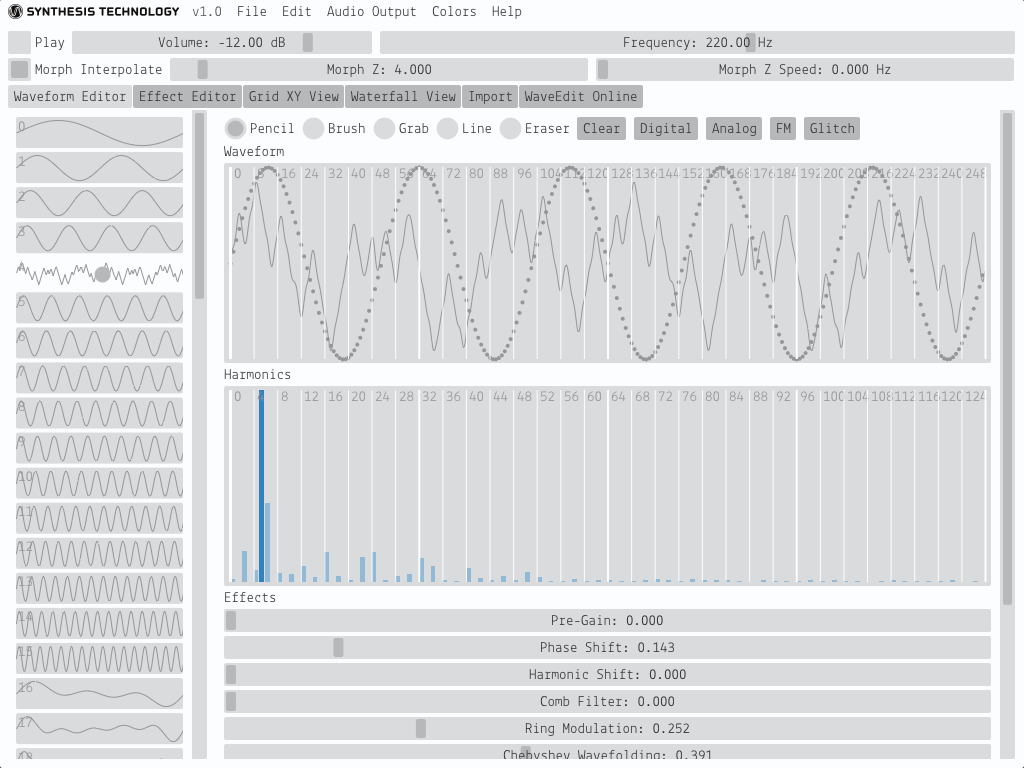 SYNTHESIS TECHNOLOGY v1.0 File Edit Audio Output Colors Help
Play Volume: -12.00 dB Frequency: 220.00 Hz
Morph Interpolate Morph Z: 4.000 Morph Z Speed: 0.000 Hz
Waveform Editor Effect Editor Grid XY View Waterfall View Import WaveEdit Online
Pencil Brush Grab Line Eraser Clear Digital Analog FM Glitch
Waveform
0 8 16 24 32 40 48 56 64 72 80 88 96 104 112 120 128 136 144 152 160 168 176 184 192 200 208 216 224 232 240 248
Harmonics
0 4 8 12 16 20 24 28 32 36 40 44 48 52 56 60 64 68 72 76 80 84 88 92 96 100 104 108 112 116 120 124
Effects
Pre-Gain: 0.000
Phase Shift: 0.143
Harmonic Shift: 0.000
Comb Filter: 0.000
Ring Modulation: 0.252
Chebyshev Wavefolding: 0.391
0
1
2
3
4
5
6
7
8
9
10
11
12
13
14
15
16
17
18